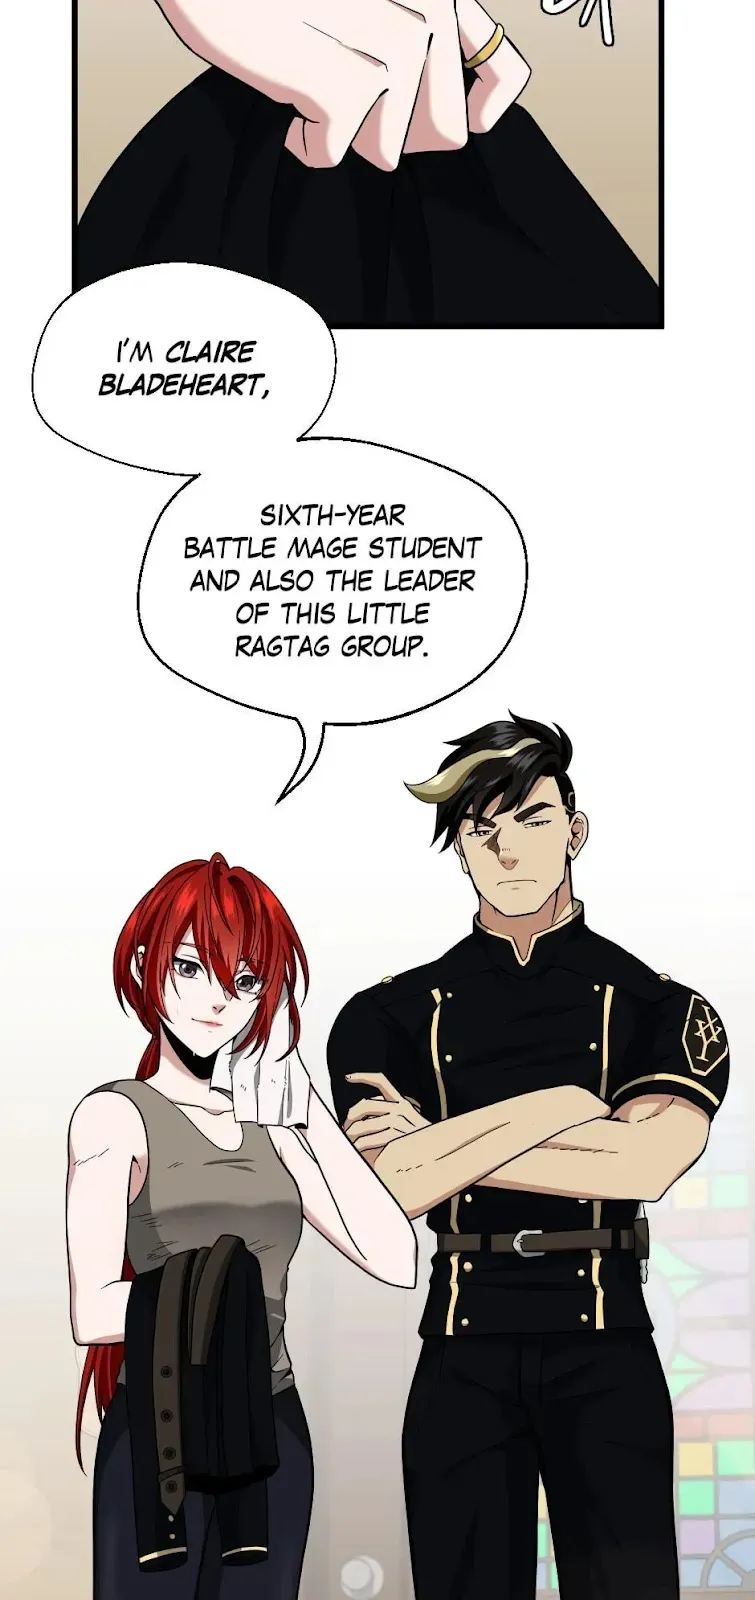 I'M CLAIRE
BLADEHEART,
SIXTH-YEAR
BATTLE MAGE STUDENT
AND ALSO THE LEADER
OF THIS LITTLE
RAGTAG GROUP.